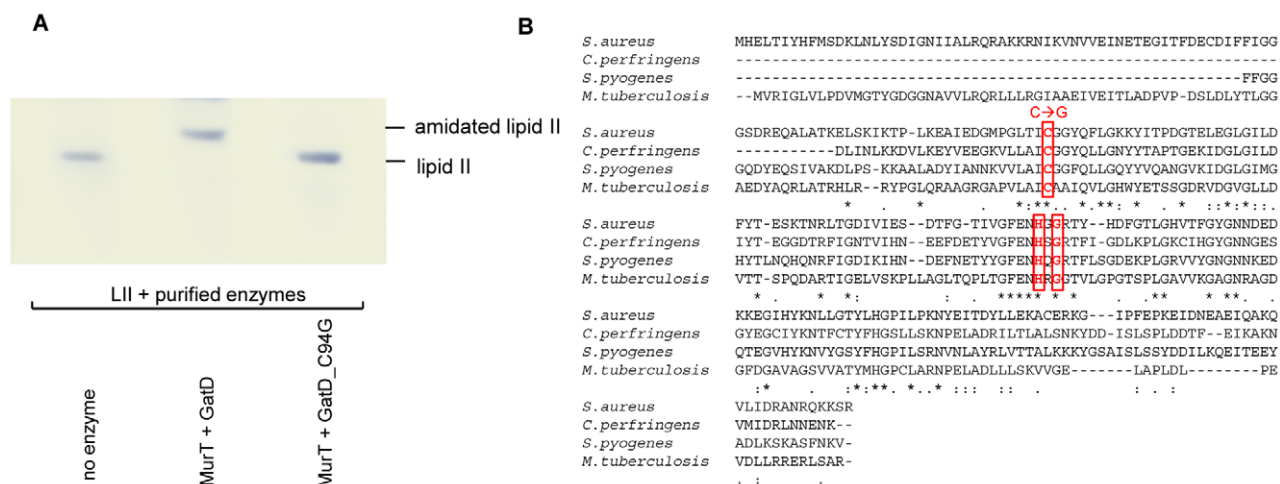 A
amidated lipid II
lipid II
LII + purified enzymes
no enzyme
MurT + GatD
MurT + GatD_C94G
B
S.aureus MHELTIYHFMSDKLNLYSDIGNIIALRQRAKKRNIKVNVVEINETEGITFDECDIFFIGG
C.perfringens ------------------------------------------------------------
S.pyogenes --------------------------------------------------------FFGG
M.tuberculosis --MVRIGLVLPDVMGTYGDGGNAVVLRQRLLLRGIAAEIVEITLADPVP-DSLDLYTLGG
C→G
S.aureus GSDREQALATKELSKIKTP-LKEAIEDGMPGLTICGGYQFLGKKYITPDGTELEGLGILD
C.perfringens -----------DLINLKKDVLKEYVEEGKVLLAICGGYQLLGNYYTAPTGEKIDGLGILD
S.pyogenes GQDYEQSIVAKDLPS-KKAALADYIANNKVVLAICGGFQLLGQYYVQANGVKIDGLGIMG
M.tuberculosis AEDYAQRLATRHLR--RYPGLQRAAGRGAPVLAICAAIQVLGHWYETSSGDRVDGVGLLD
* . *:**.. *.** * * :*:*:.
S.aureus FYT-ESKTNRLTGDIVIES--DTFG-TIVGFENHGGRTY--HDFGTLGHVTFGYGNNDED
C.perfringens IYT-EGGDTRFIGNTVIHN--EEFDETYVGFENHSGRTFI-GDLKPLGKCIHGYGNNGES
S.pyogenes HYTLNQHQNRFIGDIKIHN--DEFNETYYGFENHQGRTFLSGDEKPLGRVVYGNGNNKED
M.tuberculosis VTT-SPQDARTIGELVSKPLLAGLTQPLTGFENHRGGTVLGPGTSPLGAVVKGAGNRAGD
* * *: : . ***** * * . ** * **. .
S.aureus KKEGIHYKNLLGTYLHGPILPKNYEITDYLLEKACERKG---IPFEPKEIDNEAEIQAKQ
C.perfringens GYEGCIYKNTFCTYFHGSLLSKNPELADRILTLALSNKYDD-ISLSPLDDTF--EIKAKN
S.pyogenes QTEGVHYKNVYGSYFHGPILSRNVNLAYRLVTTALKKKYGSAISLSSYDDILKQEITEEY
M.tuberculosis GFDGAVAGSVVATYMHGPCLARNPELADLLLSKVVGE-------LAPLDL-------PE
:* . :*:**. * .* ::: :: . : . : :
S.aureus VLIDRANRQKKSR
C.perfringens VMIDRLNNENK--
S.pyogenes ADLKSKASFNKV-
M.tuberculosis VDLLRRERLSAR-
. : .